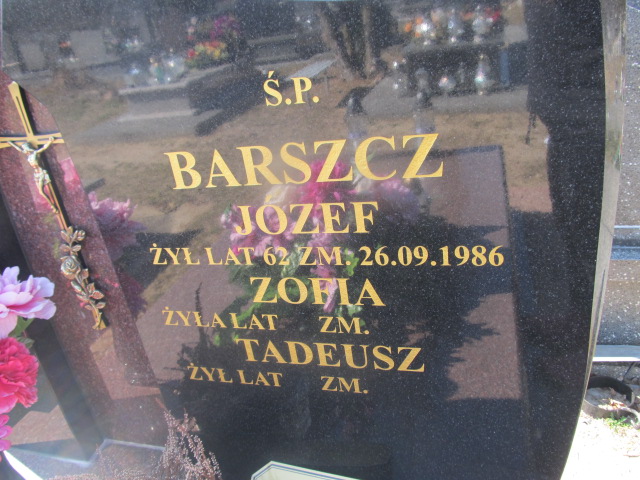 Ś.P.
BARSZCZ
JOZEF
ŻYŁ LAT 62 ZM. 26.09.1986
ZOFIA
ŻYŁA LAT ZM.
TADEUSZ
ŻYŁ LAT ZM.